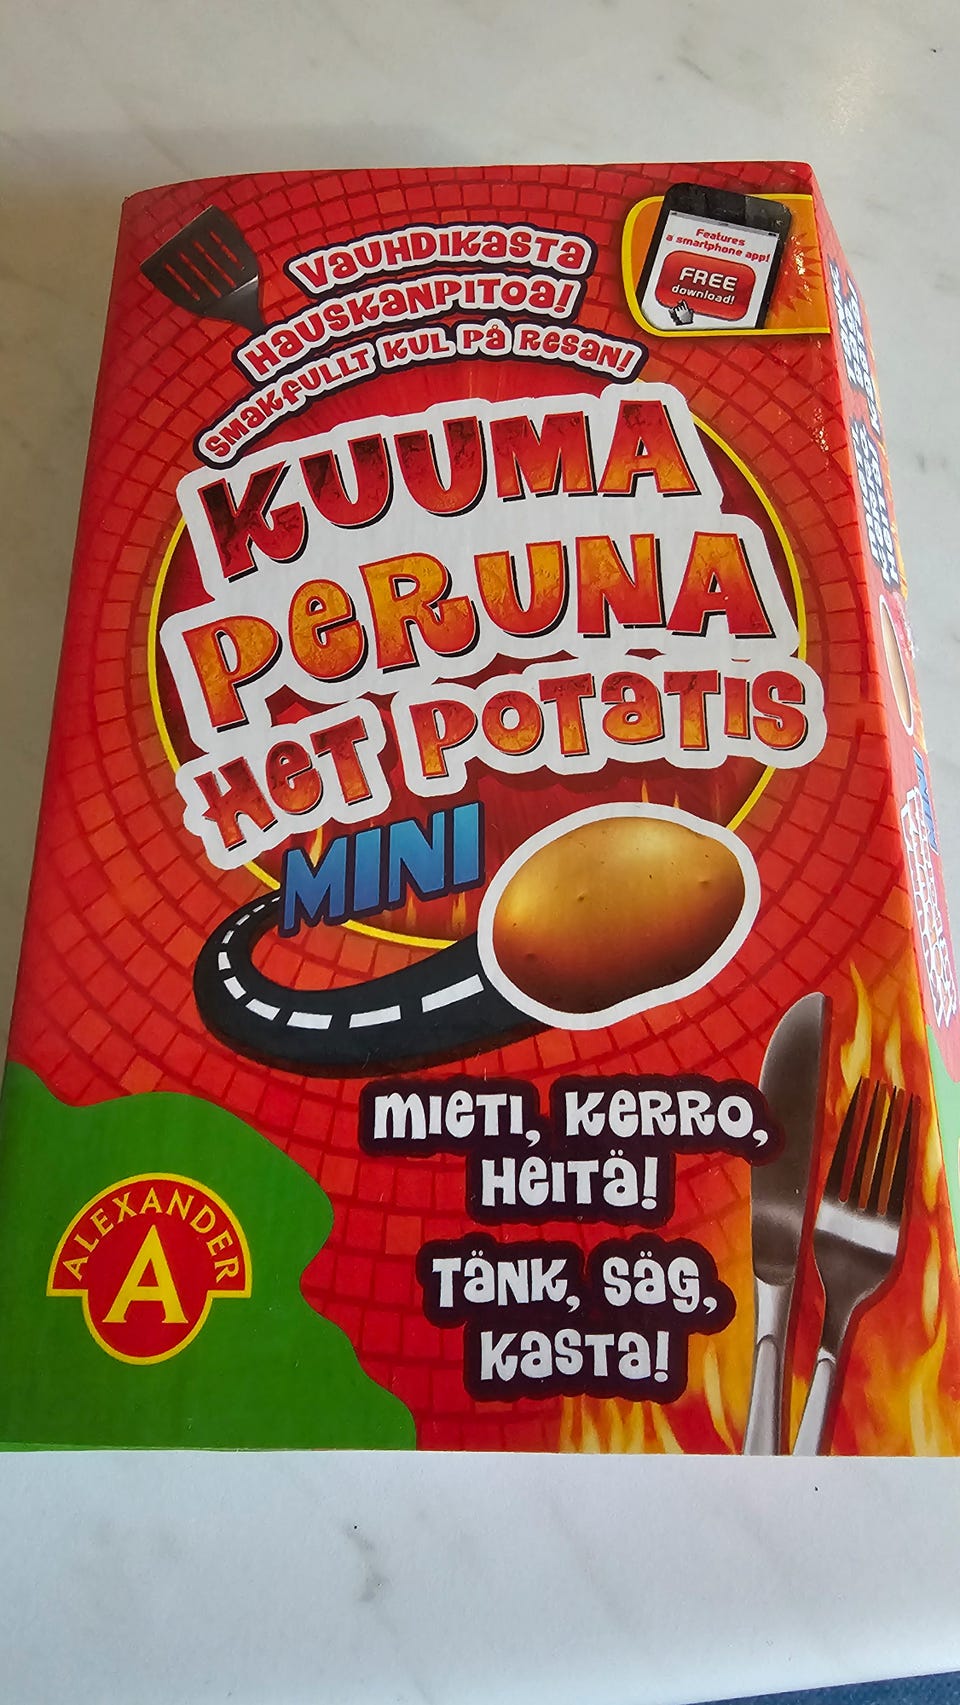 VAUHDIKASTA
HAUSKANPITOA!
SMAKFULLT KUL PÅ RESAN!
Features
a smartphone app!
FREE
download!
KUUMA
PERUNA
HET POTATIS
MINI
MIETI, KERRO,
HEITÄ!
TÄNK, SÄG,
KASTA!
ALEXANDER
A